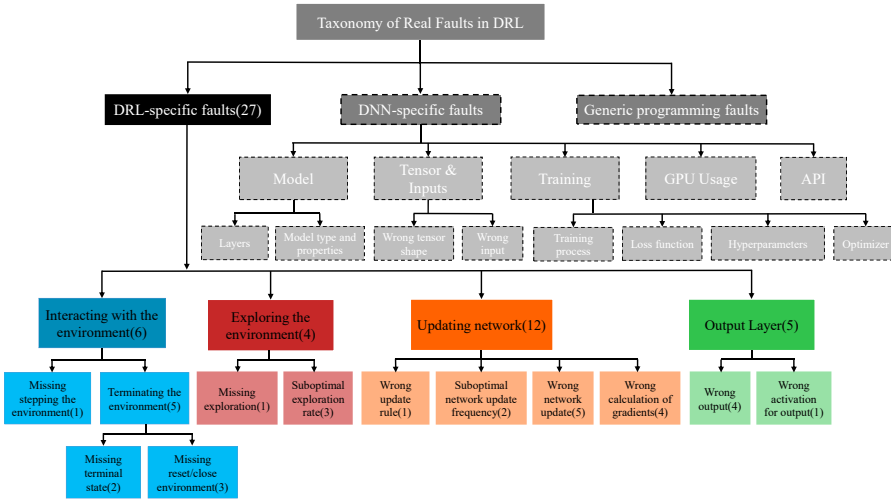 Taxonomy of Real Faults in DRL
DRL-specific faults(27)
DNN-specific faults
Generic programming faults
Model
Tensor &
Inputs
Training
GPU Usage
API
Layers
Model type and
properties
Wrong tensor
shape
Wrong
input
Training
process
Loss function
Hyperparameters
Optimizer
Interacting with the
environment(6)
Exploring the
environment(4)
Updating network(12)
Output Layer(5)
Missing
stepping the
environment(1)
Terminating the
environment(5)
Missing
exploration(1)
Suboptimal
exploration
rate(3)
Wrong
update
rule(1)
Suboptimal
network update
frequency(2)
Wrong
network
update(5)
Wrong
calculation of
gradients(4)
Wrong
output(4)
Wrong
activation
for output(1)
Missing
terminal
state(2)
Missing
reset/close
environment(3)